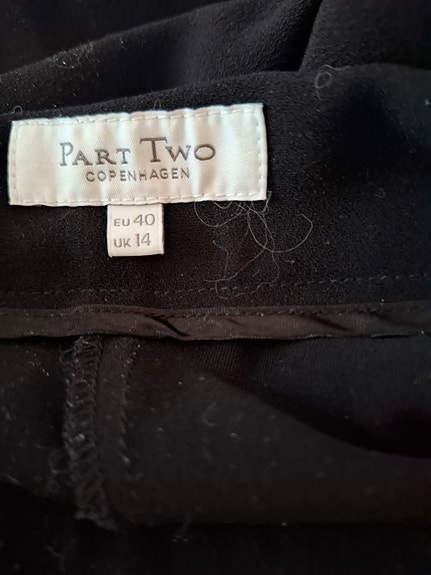 PART TWO
COPENHAGEN
EU 40
UK 14